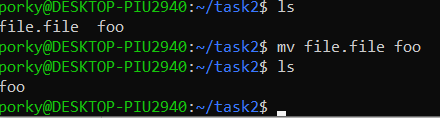 porky@DESKTOP-PIU2940:~/task2$ ls
file.file  foo
porky@DESKTOP-PIU2940:~/task2$ mv file.file foo
porky@DESKTOP-PIU2940:~/task2$ ls
foo
porky@DESKTOP-PIU2940:~/task2$